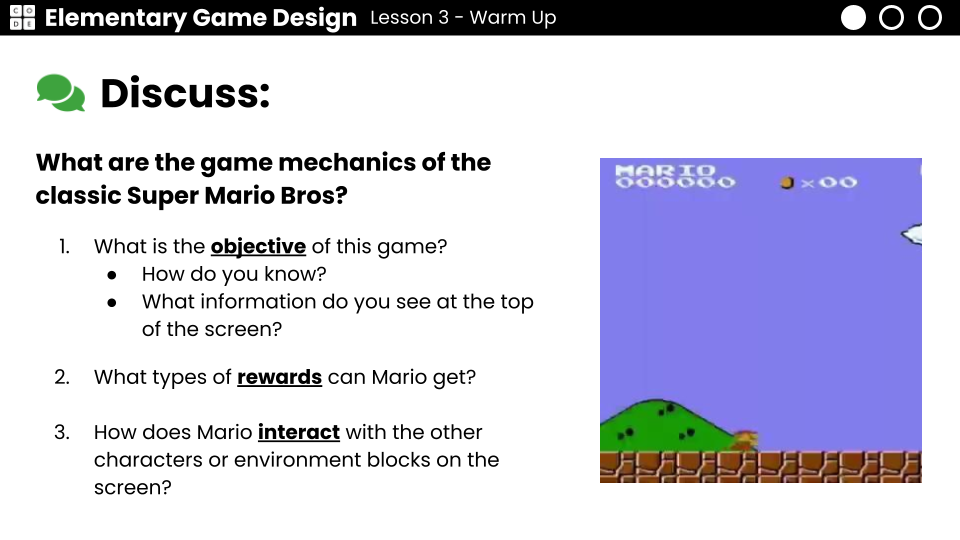 CO
DE
Elementary Game Design Lesson 3 - Warm Up
Discuss:
What are the game mechanics of the
classic Super Mario Bros?
1. What is the objective of this game?
● How do you know?
● What information do you see at the top
of the screen?
2. What types of rewards can Mario get?
3. How does Mario interact with the other
characters or environment blocks on the
screen?
MARIO
000000 ×00